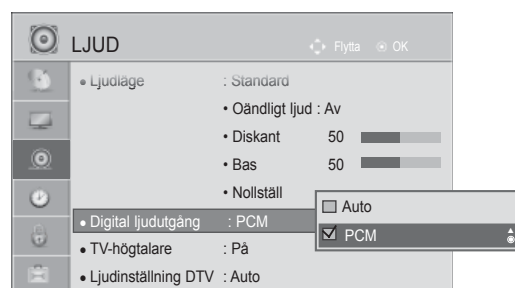 LJUD
Flytta OK
• Ljudläge : Standard
• Oändligt ljud : Av
• Diskant 50
• Bas 50
• Nollställ
• Digital ljudutgång : PCM
• TV-högtalare : På
• Ljudinställning DTV : Auto
Auto
PCM